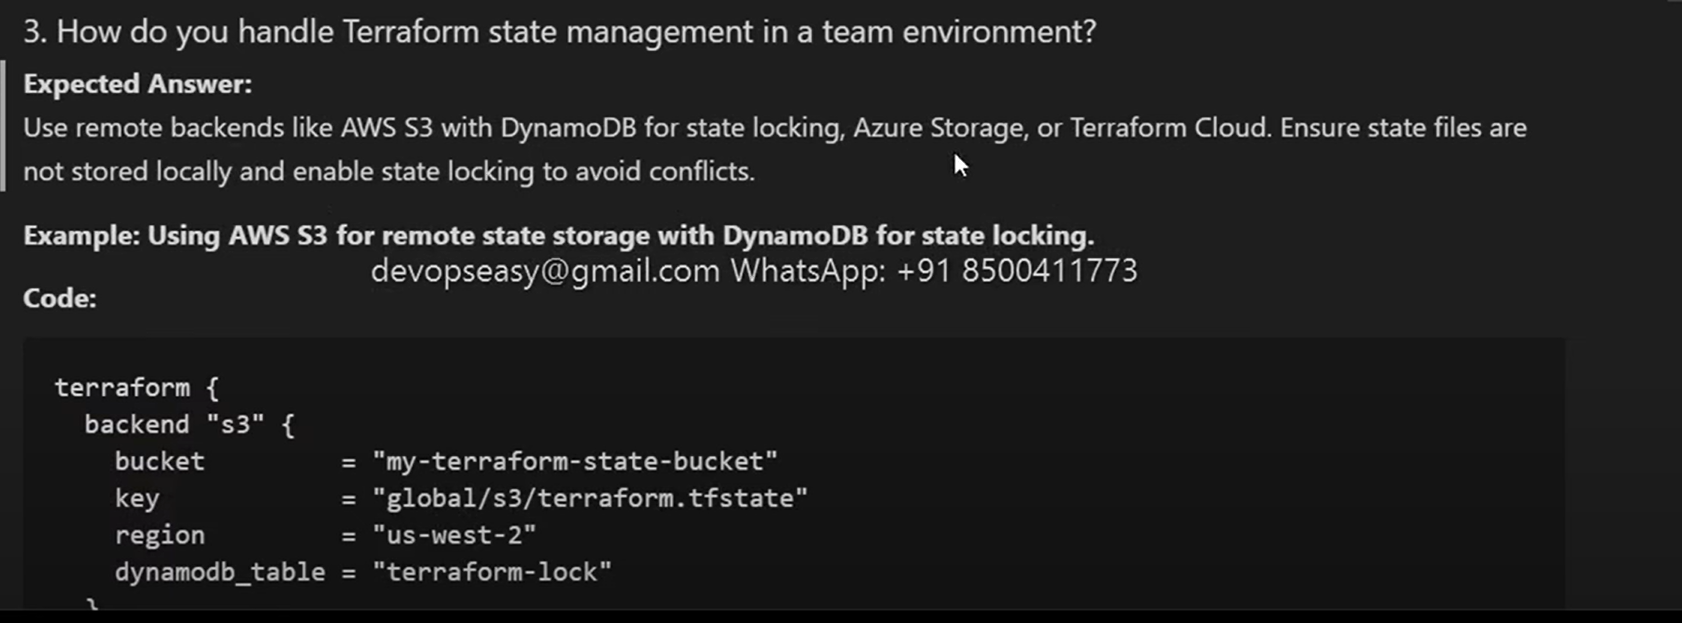 3. How do you handle Terraform state management in a team environment?
Expected Answer:
Use remote backends like AWS S3 with DynamoDB for state locking, Azure Storage, or Terraform Cloud. Ensure state files are
not stored locally and enable state locking to avoid conflicts.
Example: Using AWS S3 for remote state storage with DynamoDB for state locking.
devopseasy@gmail.com WhatsApp: +91 8500411773
Code:
terraform {
  backend "s3" {
    bucket         = "my-terraform-state-bucket"
    key            = "global/s3/terraform.tfstate"
    region         = "us-west-2"
    dynamodb_table = "terraform-lock"
  }